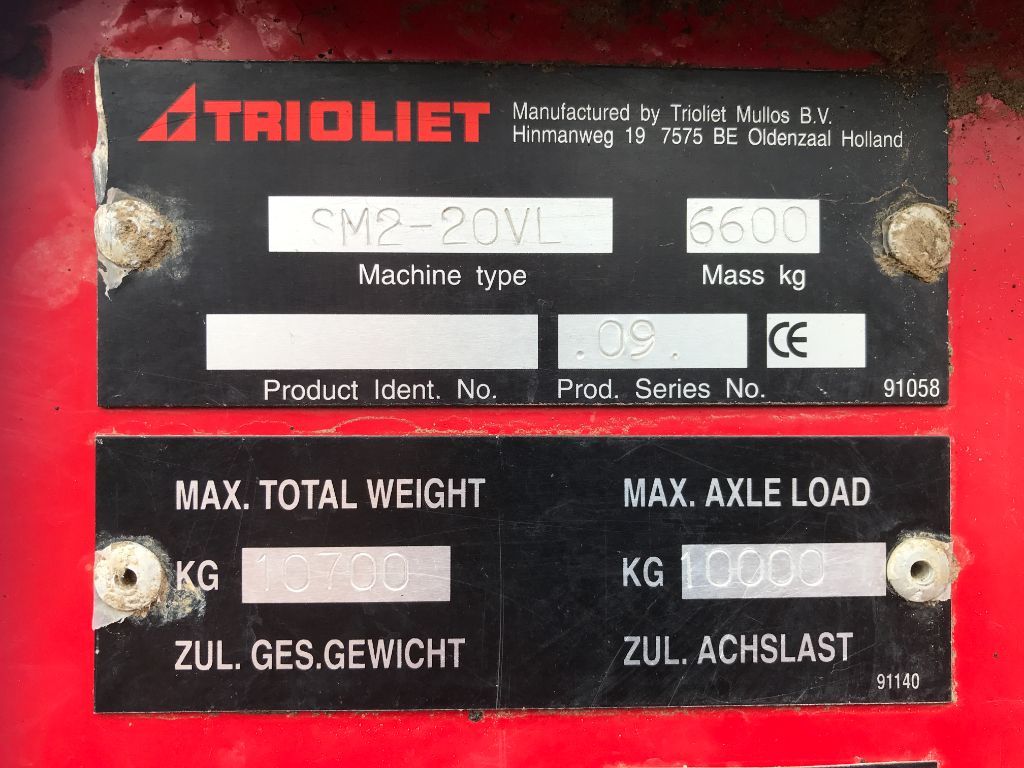 TRIOLIET
Manufactured by Trioliet Mullos B.V.
Hinmanweg 19 7575 BE Oldenzaal Holland
SM2-20VL 6600
Machine type Mass kg
.09. CE
Product Ident. No. Prod. Series No. 91058
MAX. TOTAL WEIGHT MAX. AXLE LOAD
KG 10700 KG 10000
ZUL. GES.GEWICHT ZUL. ACHSLAST
91140